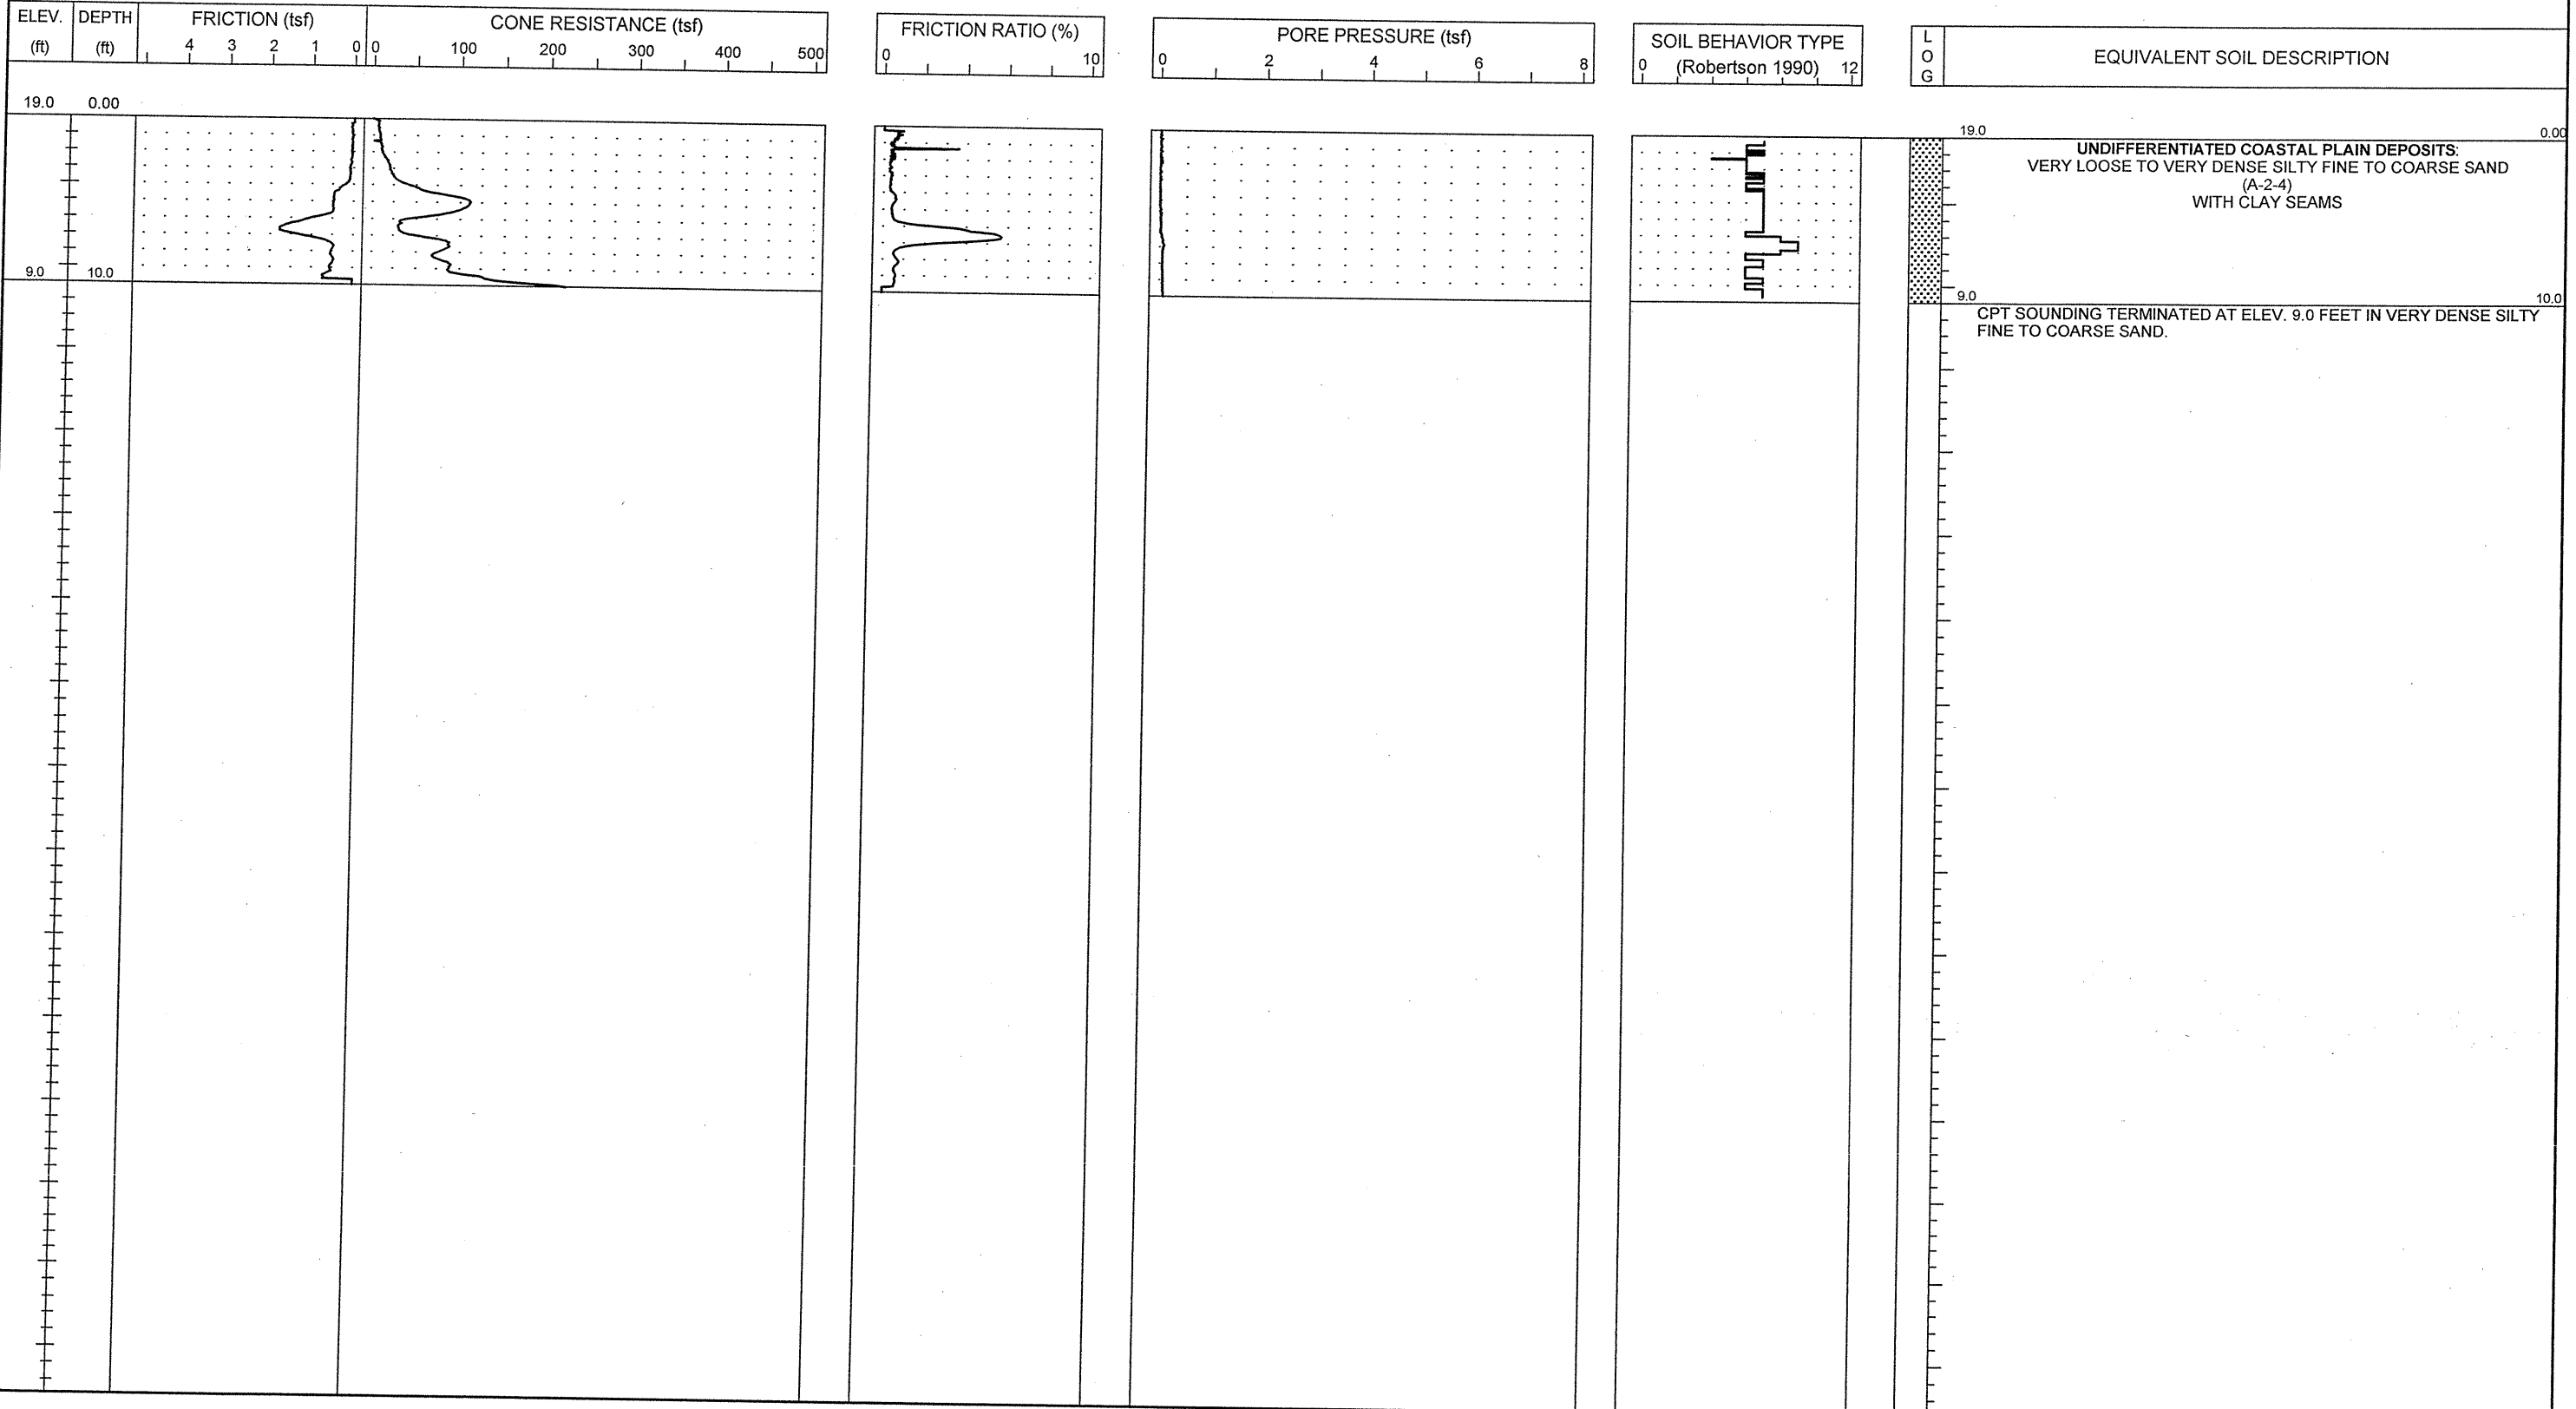 ELEV. DEPTH FRICTION (tsf) CONE RESISTANCE (tsf) FRICTION RATIO (%) PORE PRESSURE (tsf) SOIL BEHAVIOR TYPE L
(ft) (ft) 4 3 2 1 0 0 100 200 300 400 500 0 10 0 2 4 6 8 0 (Robertson 1990) 12 O EQUIVALENT SOIL DESCRIPTION
G
19.0 0.00
19.0 0.00
UNDIFFERENTIATED COASTAL PLAIN DEPOSITS:
VERY LOOSE TO VERY DENSE SILTY FINE TO COARSE SAND
(A-2-4)
WITH CLAY SEAMS
9.0 10.0
9.0 10.0
CPT SOUNDING TERMINATED AT ELEV. 9.0 FEET IN VERY DENSE SILTY
FINE TO COARSE SAND.